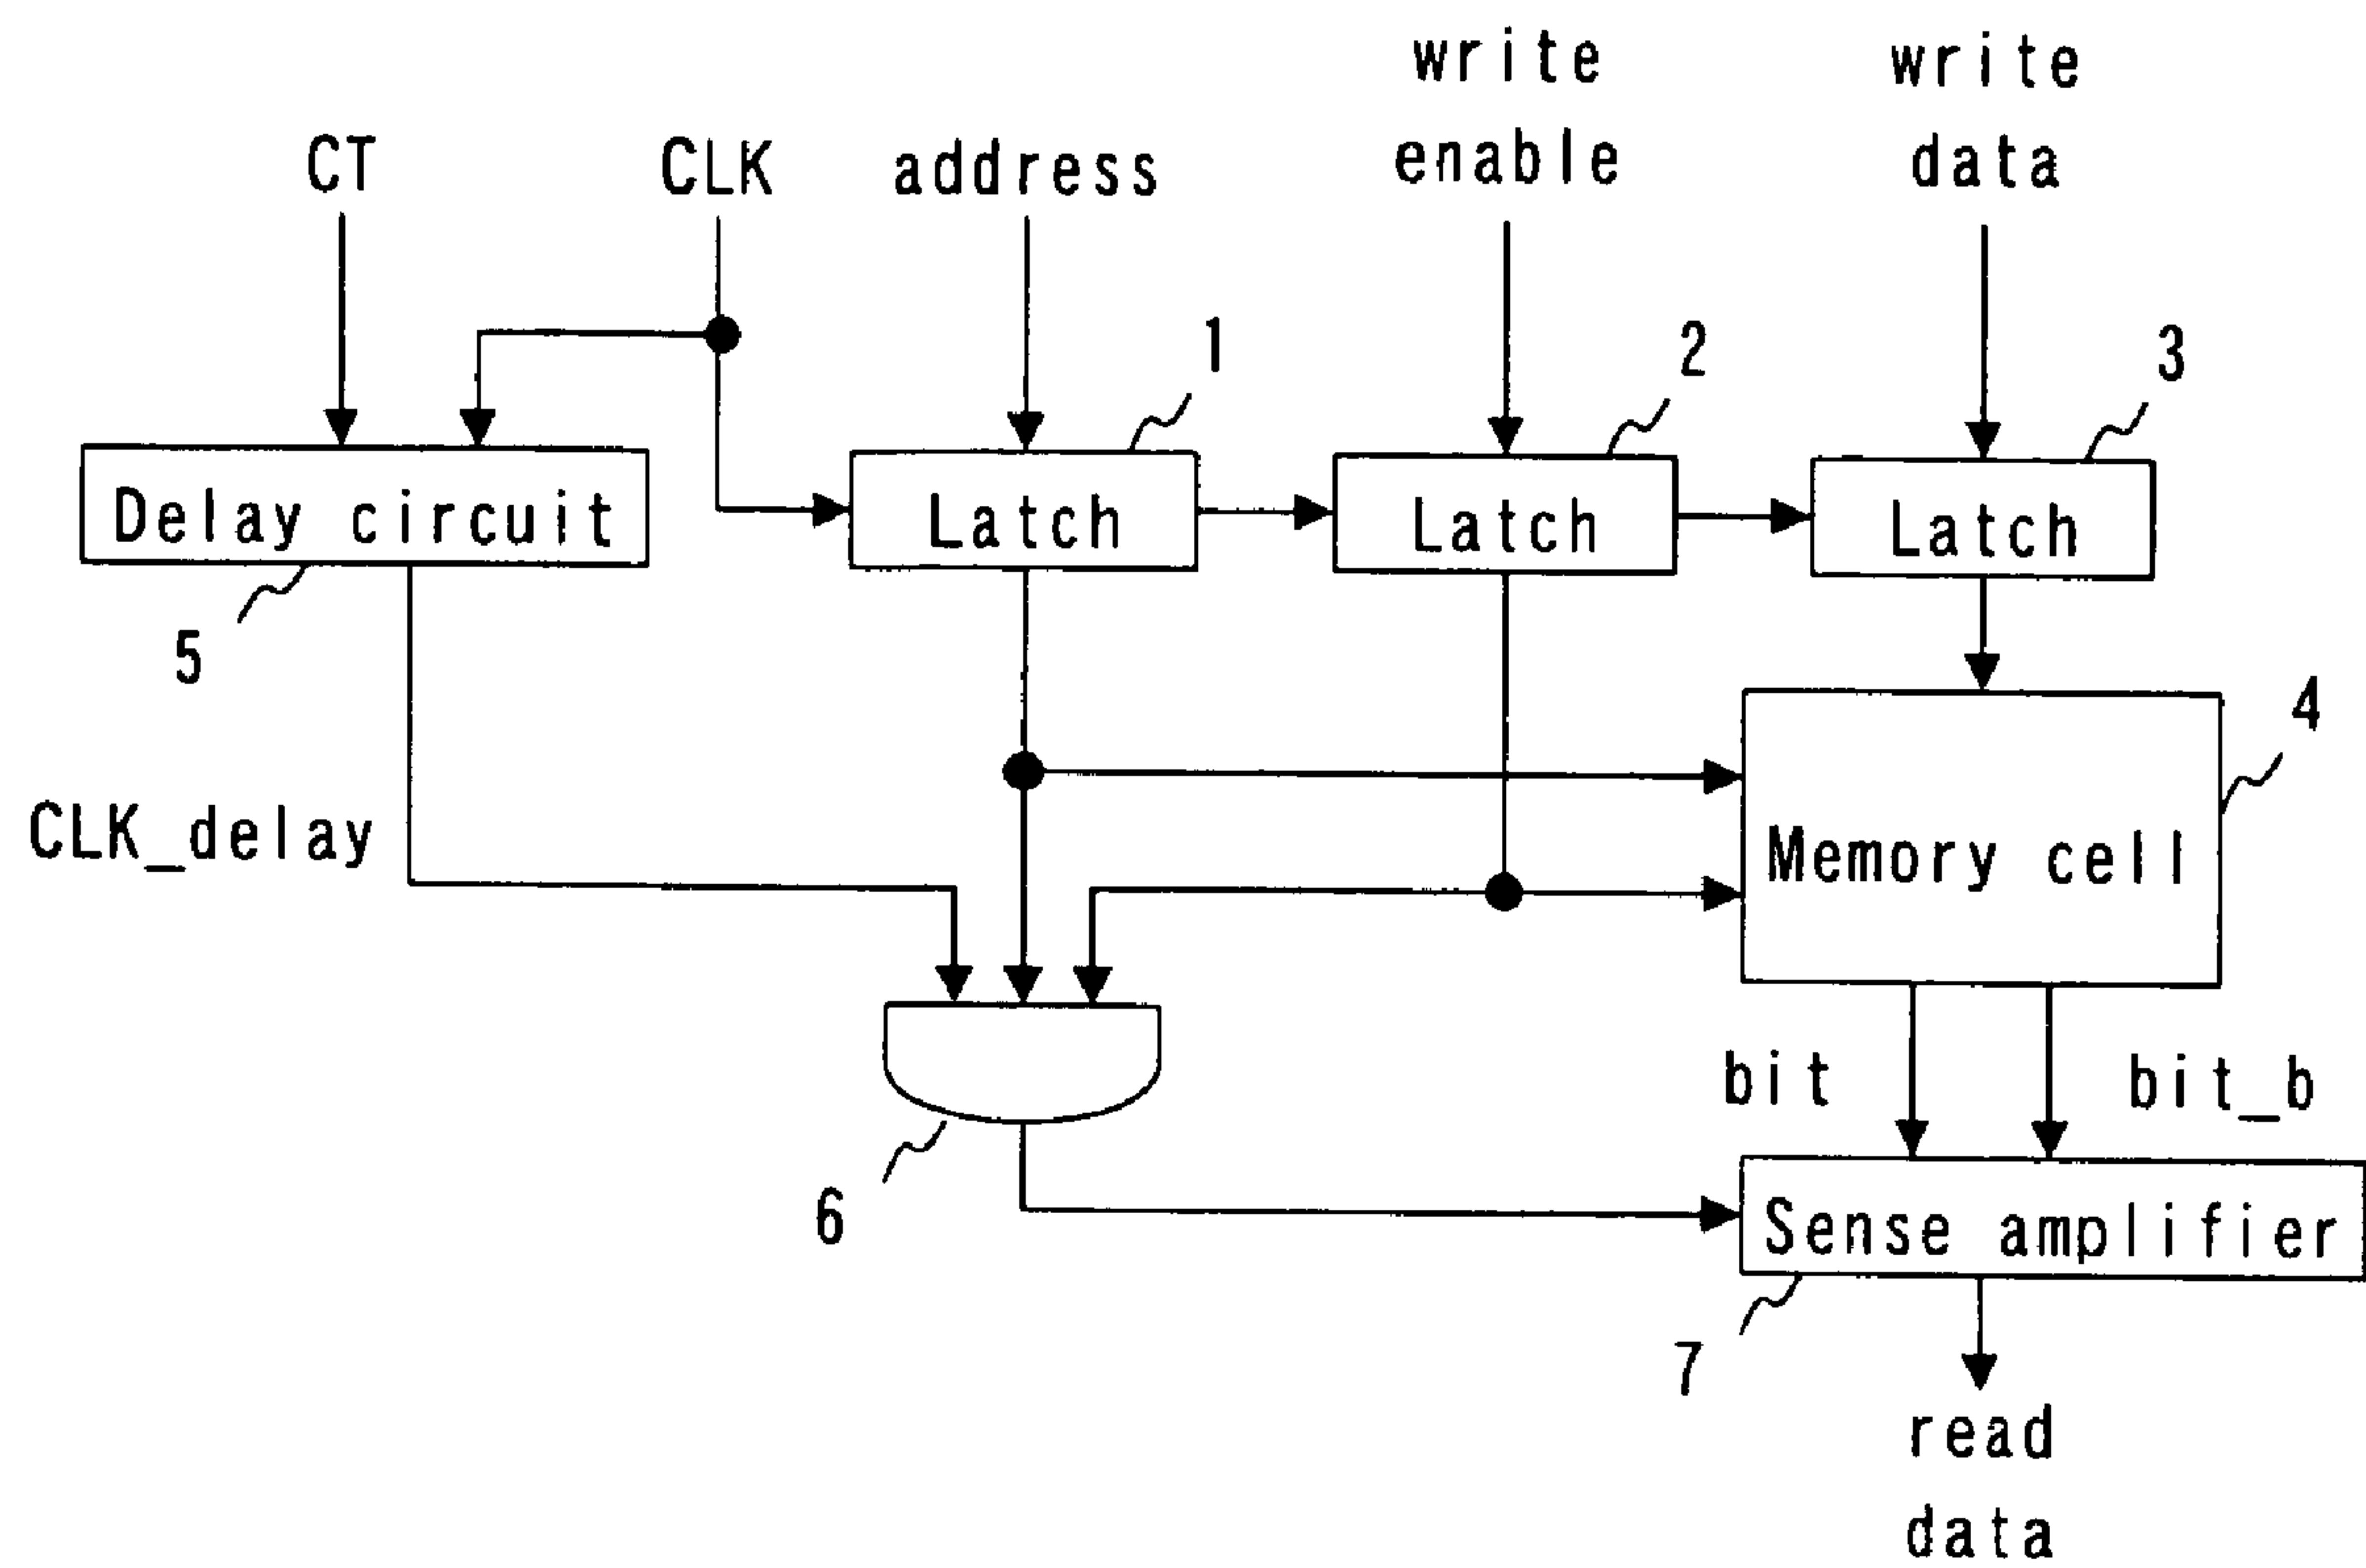 write
write
CT
CLK
address
enable
data
1
2
3
Delay circuit
Latch
Latch
Latch
5
4
CLK_delay
Memory cell
bit
bit_b
6
Sense amplifier
7
read
data